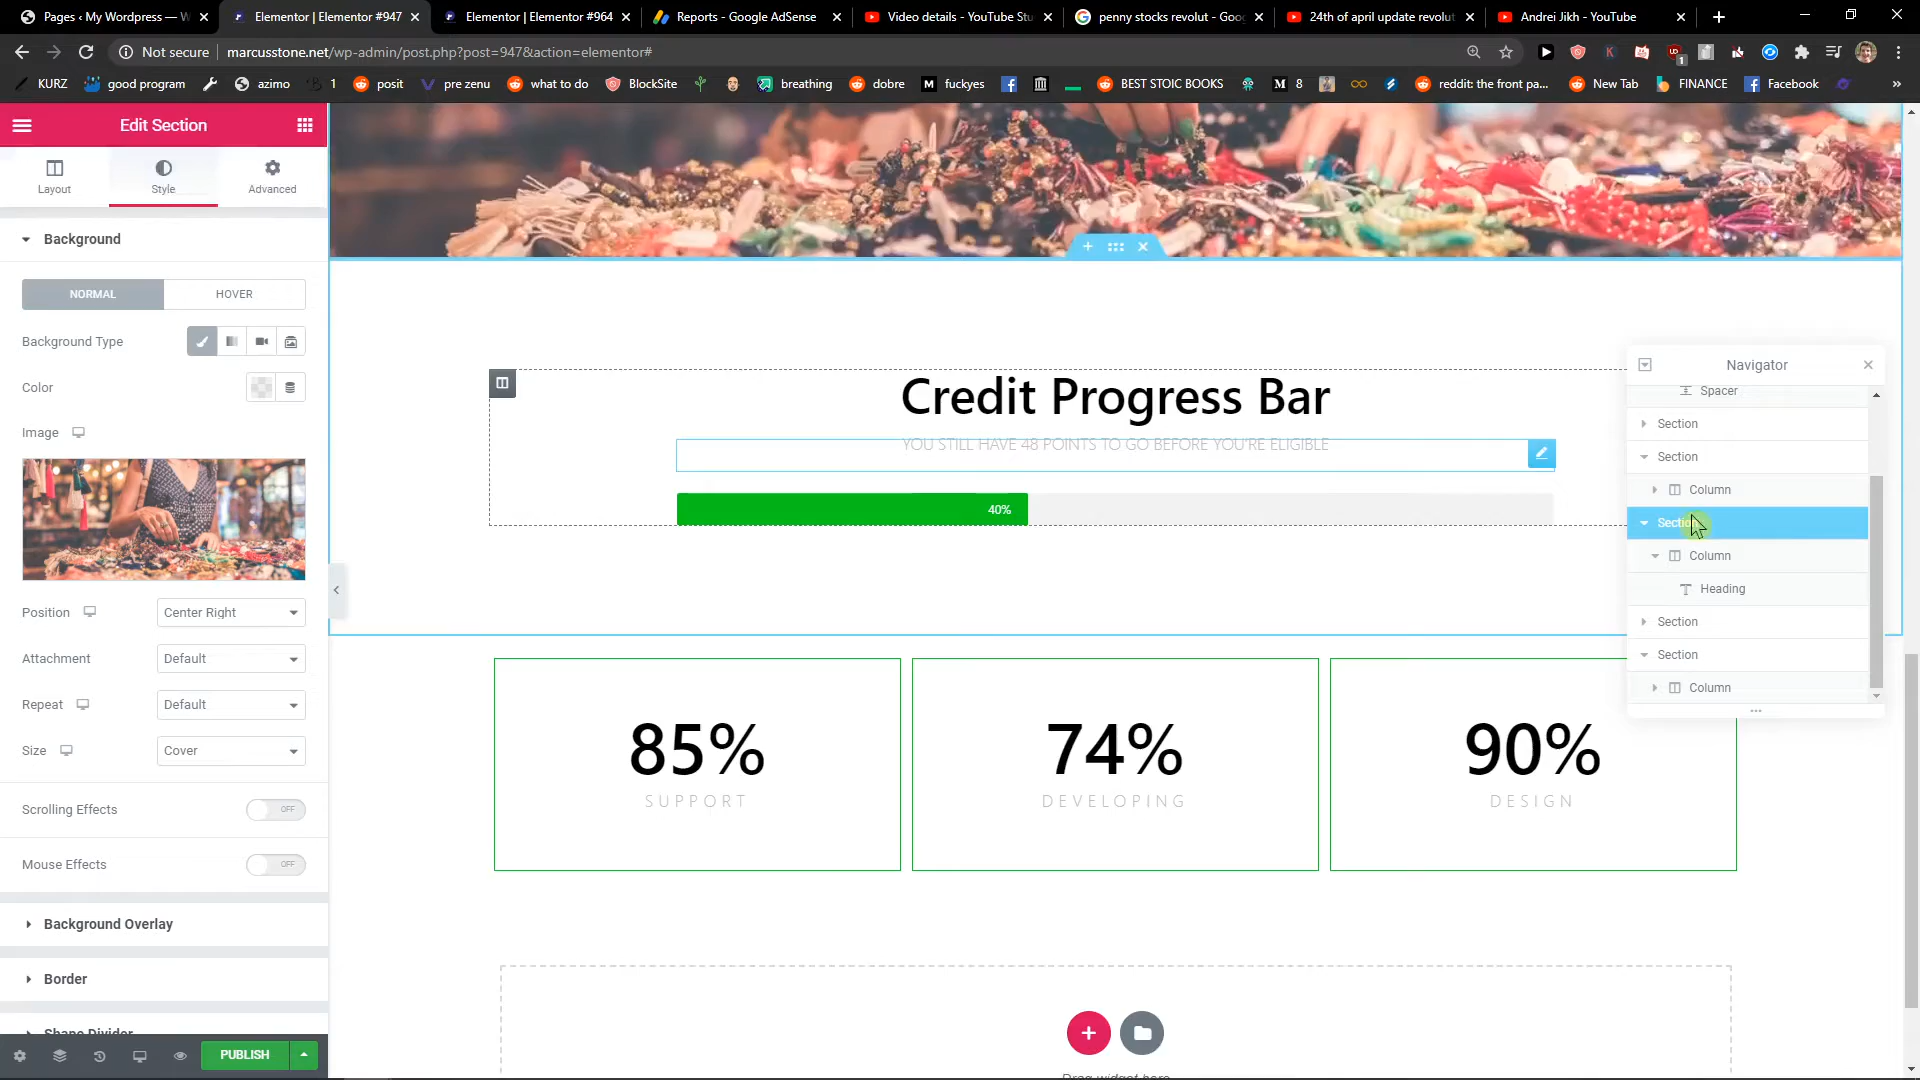 Pages ‹ My Wordpress — W
Elementor | Elementor #947
Elementor | Elementor #964
Reports - Google AdSense
Video details - YouTube Stu
penny stocks revolut - Goog
24th of april update revolut
Andrei Jikh - YouTube
Not secure
marcusstone.net/wp-admin/post.php?post=947&action=elementor#
KURZ
good program
azimo
1
posit
pre zenu
what to do
BlockSite
breathing
dobre
fuckyes
BEST STOIC BOOKS
8
reddit: the front pa...
New Tab
FINANCE
Facebook
»
Edit Section
Layout
Style
Advanced
Background
NORMAL
HOVER
Background Type
Color
Image
Position
Center Right
Attachment
Default
Repeat
Default
Size
Cover
Scrolling Effects
OFF
Mouse Effects
OFF
Background Overlay
Border
Shape Divider
PUBLISH
Credit Progress Bar
YOU STILL HAVE 48 POINTS TO GO BEFORE YOU'RE ELIGIBLE
40%
85%
SUPPORT
74%
DEVELOPING
90%
DESIGN
Drag widget here
Navigator
Spacer
Section
Section
Column
Section
Column
Heading
Section
Section
Column